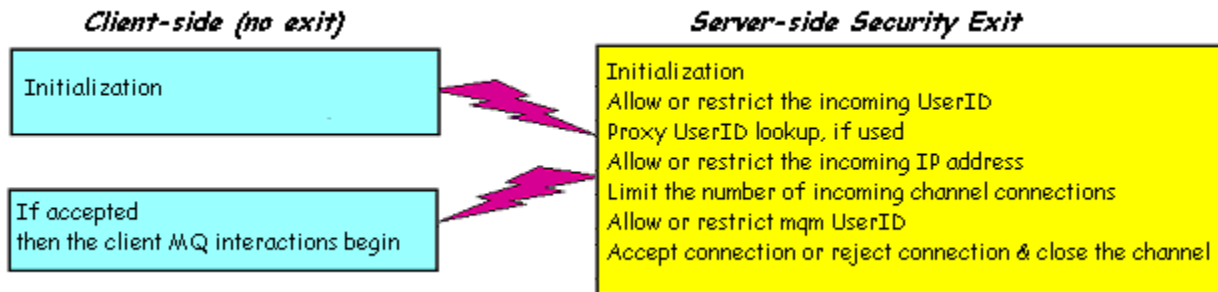 Client-side (no exit)
Server-side Security Exit
Initialization
If accepted
then the client MQ interactions begin
Initialization
Allow or restrict the incoming UserID
Proxy UserID lookup, if used
Allow or restrict the incoming IP address
Limit the number of incoming channel connections
Allow or restrict mqm UserID
Accept connection or reject connection & close the channel